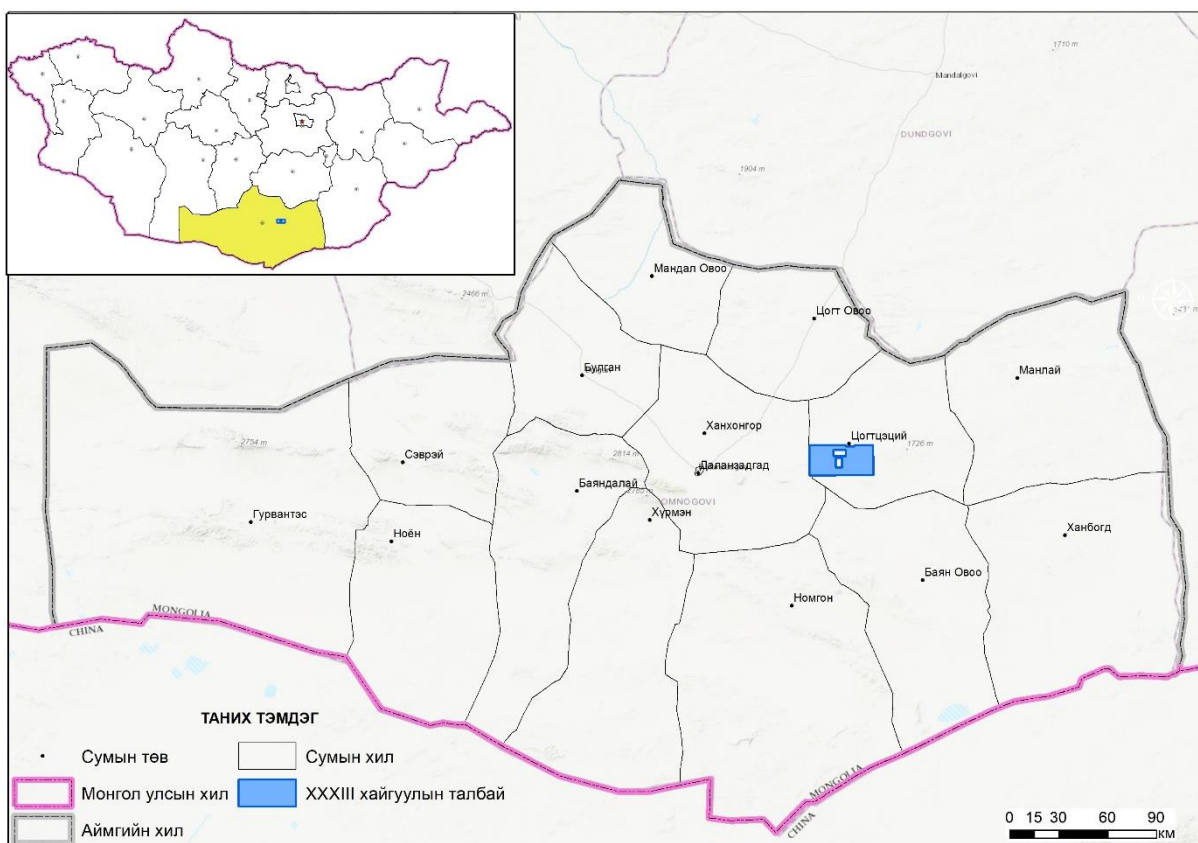 1710 m
Mandalgovi
DUNDGOVI
1904 m
Мандал Овоо
2466 m
Цогт Овоо
Булган
Манлай
Ханхонгор
Цогтцэций
2754 m
2814 m
1726 m
Сэврэй
Даланзадгад
Баяндалай
OMNOGOVI
Гурвантэс
Хүрмэн
Ноён
Ханбогд
Баян Овоо
Номгон
MONGOLIA
CHINA
ТАНИХ ТЭМДЭГ
Сумын төв
Сумын хил
Монгол улсын хил
XXXIII хайгуулын талбай
Аймгийн хил
MONGOLIA
CHINA
0 15 30 60 90
км